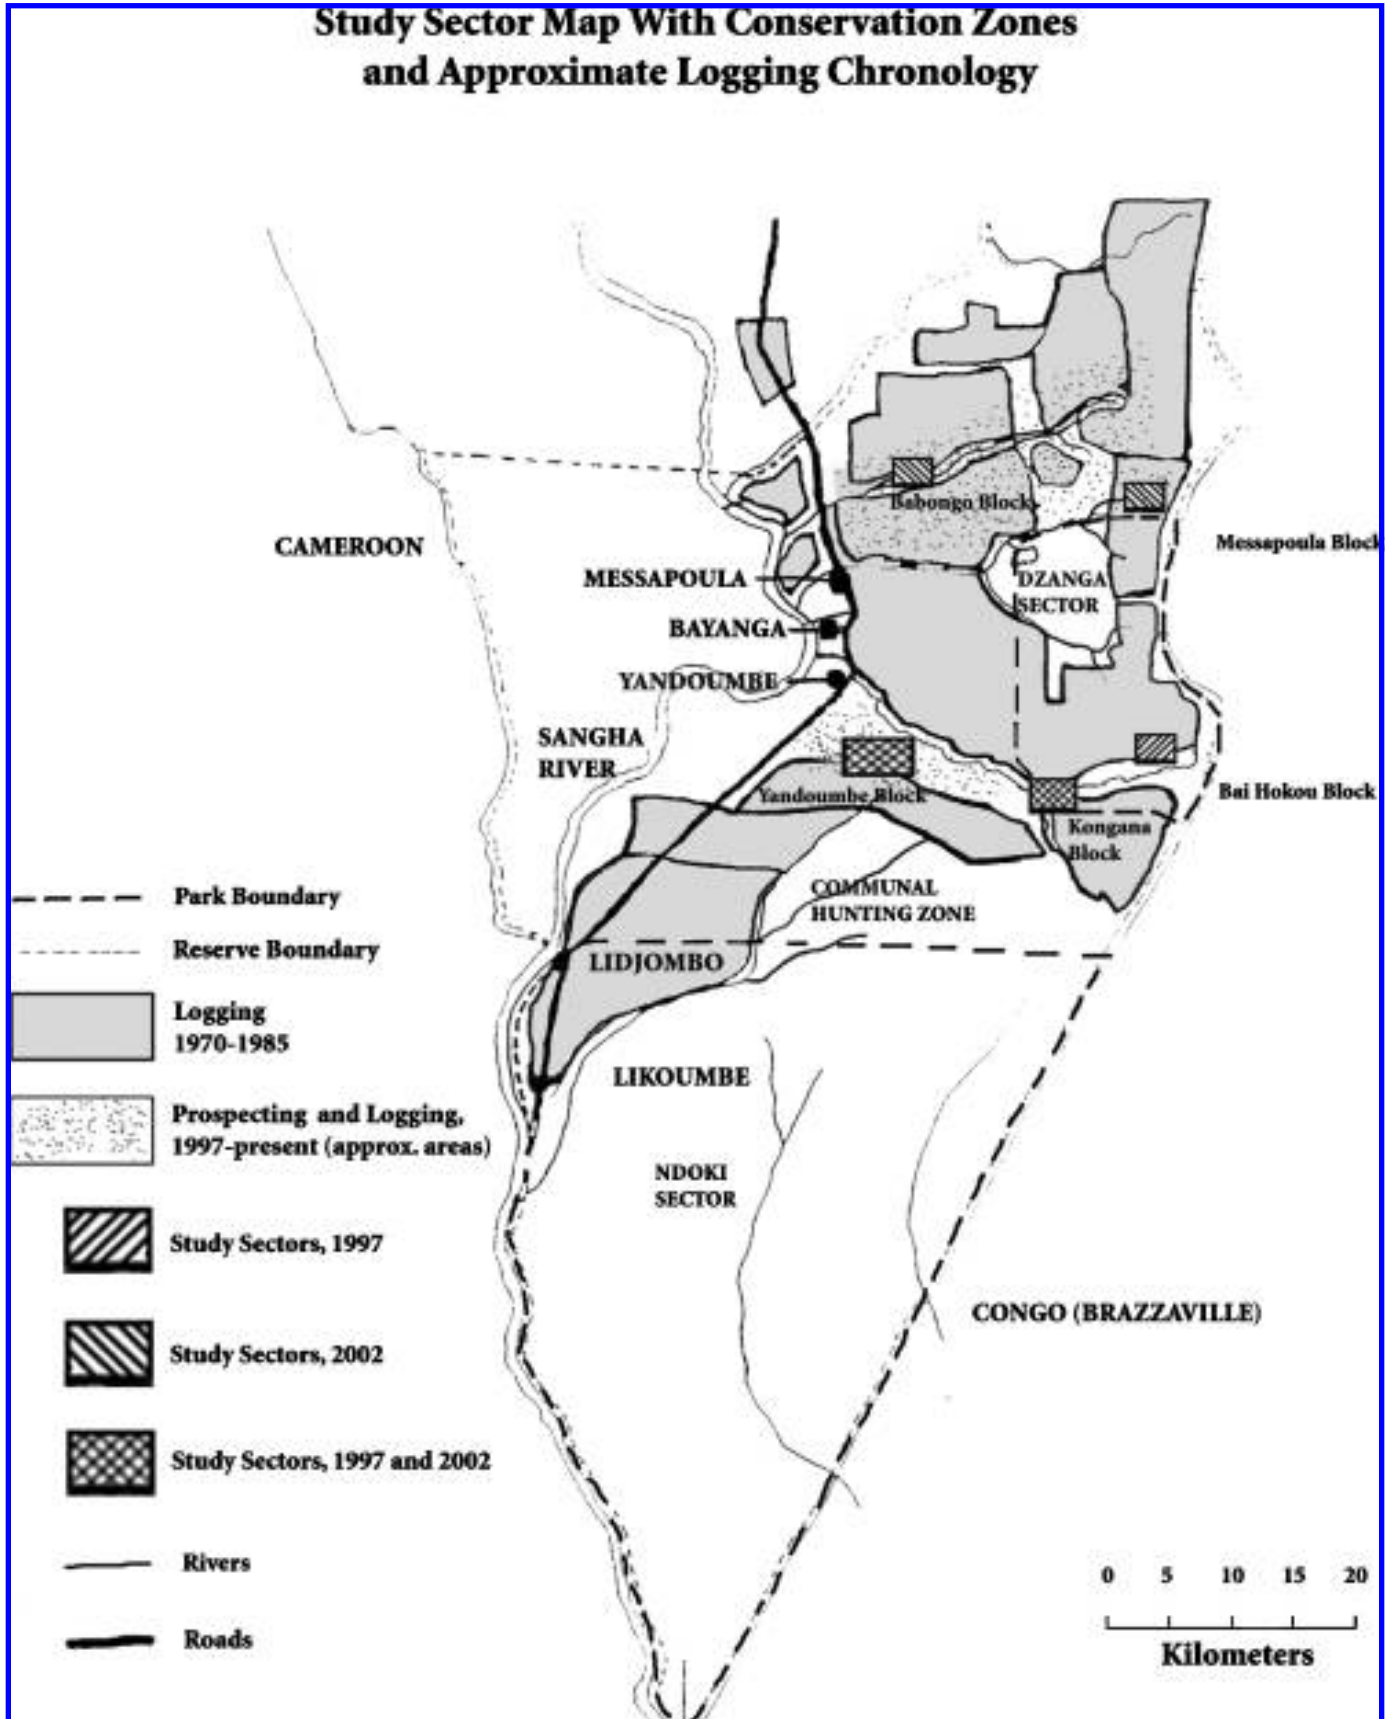 Study Sector Map With Conservation Zones
and Approximate Logging Chronology
Babongo Block
CAMEROON
Messapoula Block
MESSAPOULA
DZANGA
SECTOR
BAYANGA
YANDOUMBE
SANGHA
RIVER
Yandoumbe Block
Bai Hokou Block
Kongana
Block
COMMUNAL
HUNTING ZONE
Park Boundary
Reserve Boundary
LIDJOMBO
Logging
1970-1985
LIKOUMBE
Prospecting and Logging,
1997-present (approx. areas)
NDOKI
SECTOR
Study Sectors, 1997
CONGO (BRAZZAVILLE)
Study Sectors, 2002
Study Sectors, 1997 and 2002
Rivers
Roads
0 5 10 15 20
Kilometers